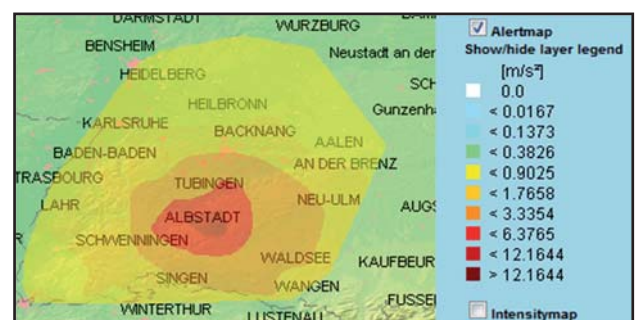 DARMSTADT
WURZBURG
BENSHEIM
Neustadt an der
HEIDELBERG
SCH
HEILBRONN
Gunzenh
KARLSRUHE
BACKNANG
AALEN
BADEN-BADEN
AN DER BRENZ
TRASBOURG
TUBINGEN
LAHR
NEU-ULM
AUGS
ALBSTADT
SCHWENNINGEN
WALDSEE
KAUFBEUR
SINGEN
WANGEN
FUSSEI
WINTERTHUR
LUSTENAU
Alertmap
Show/hide layer legend
[m/s²]
0.0
< 0.0167
< 0.1373
< 0.3826
< 0.9025
< 1.7658
< 3.3354
< 6.3765
< 12.1644
> 12.1644
Intensitymap